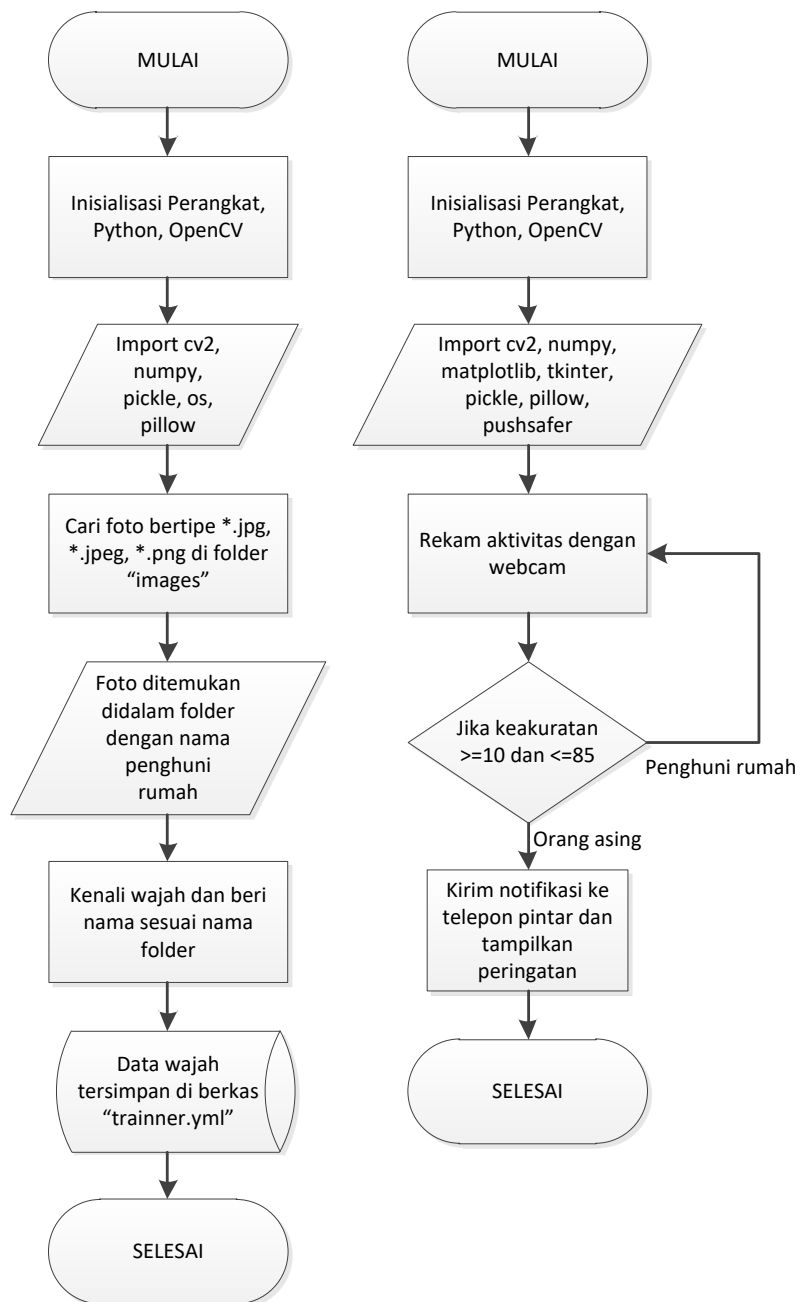 MULAI
Inisialisasi Perangkat,
Python, OpenCV
Import cv2,
numpy,
pickle, os,
pillow
Cari foto bertipe *.jpg,
*.jpeg, *.png di folder
“images”
Foto ditemukan
didalam folder
dengan nama
penghuni
rumah
Kenali wajah dan beri
nama sesuai nama
folder
Data wajah
tersimpan di berkas
“trainner.yml”
SELESAI
MULAI
Inisialisasi Perangkat,
Python, OpenCV
Import cv2, numpy,
matplotlib, tkinter,
pickle, pillow,
pushsafer
Rekam aktivitas dengan
webcam
Jika keakuratan
>=10 dan <=85
Penghuni rumah
Orang asing
Kirim notifikasi ke
telepon pintar dan
tampilkan
peringatan
SELESAI